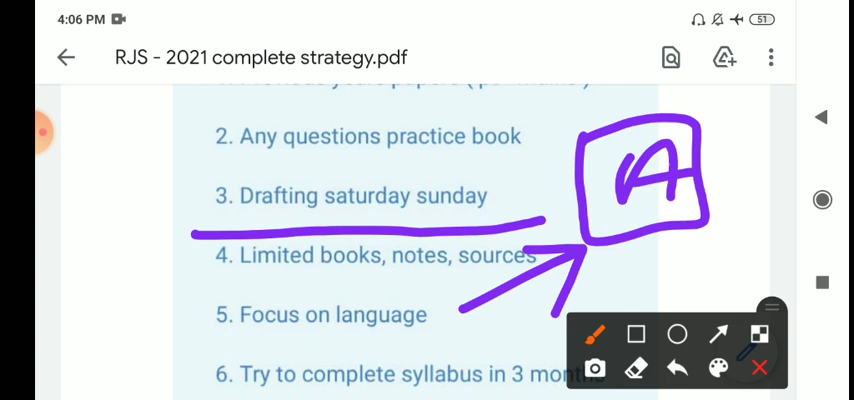 4:06 PM 51
RJS - 2021 complete strategy.pdf
2. Any questions practice book
3. Drafting saturday sunday
A
4. Limited books, notes, sources
5. Focus on language
6. Try to complete syllabus in 3 months